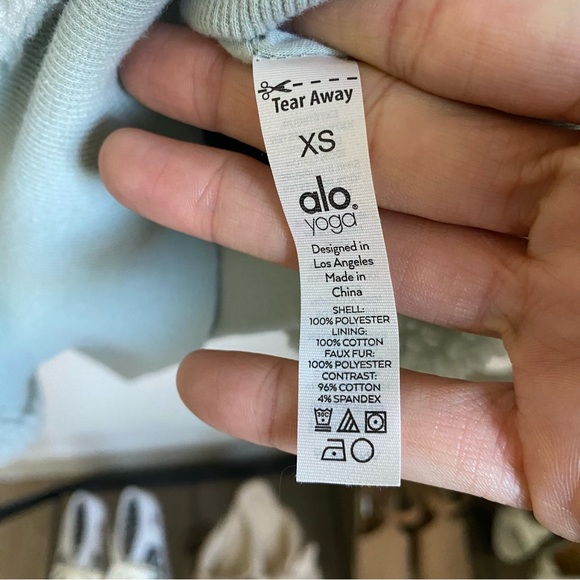 Tear Away
XS
alo®
yoga
Designed in
Los Angeles
Made in
China
SHELL:
100% POLYESTER
LINING:
100% COTTON
FAUX FUR:
100% POLYESTER
CONTRAST:
96% COTTON
4% SPANDEX